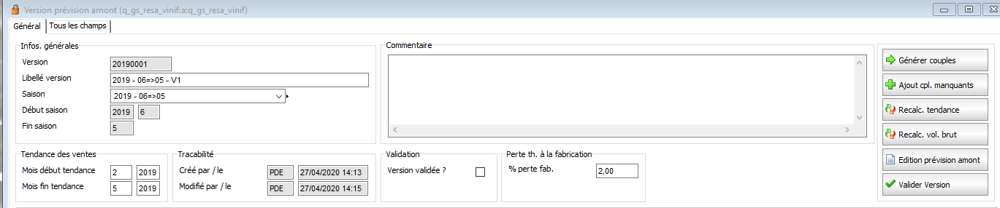 Version prévision amont (q_gs_resa_vinif:a:q_gs_resa_vinif)
Général
Tous les champs
Infos. générales
Version 20190001
Libellé version 2019 - 06=>05 - V1
Saison 2019 - 06=>05
Début saison 2019 6
Fin saison 5
Commentaire
Générer couples
Ajout cpl. manquants
Recalc. tendance
Recalc. vol. brut
Edition prévision amont
Valider Version
Tendance des ventes
Mois début tendance 2 2019
Mois fin tendance 5 2019
Tracabilité
Créé par / le PDE 27/04/2020 14:13
Modifié par / le PDE 27/04/2020 14:15
Validation
Version validée ?
Perte th. à la fabrication
% perte fab. 2,00